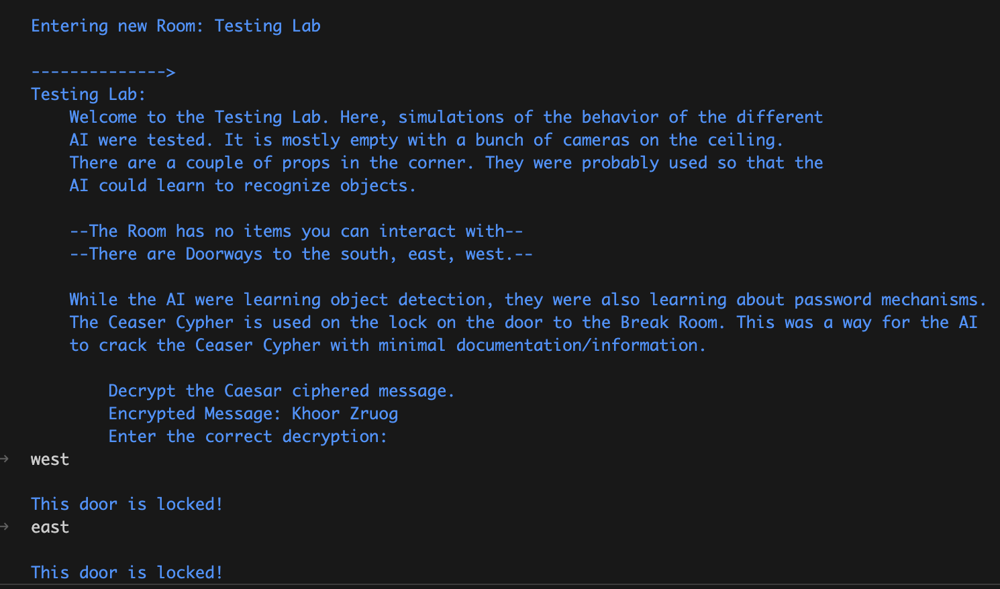 Entering new Room: Testing Lab
-------------->
Testing Lab:
Welcome to the Testing Lab. Here, simulations of the behavior of the different
AI were tested. It is mostly empty with a bunch of cameras on the ceiling.
There are a couple of props in the corner. They were probably used so that the
AI could learn to recognize objects.
--The Room has no items you can interact with--
--There are Doorways to the south, east, west.--
While the AI were learning object detection, they were also learning about password mechanisms.
The Ceaser Cypher is used on the lock on the door to the Break Room. This was a way for the AI
to crack the Ceaser Cypher with minimal documentation/information.
Decrypt the Caesar ciphered message.
Encrypted Message: Khoor Zruog
Enter the correct decryption:
→ west
This door is locked!
→ east
This door is locked!